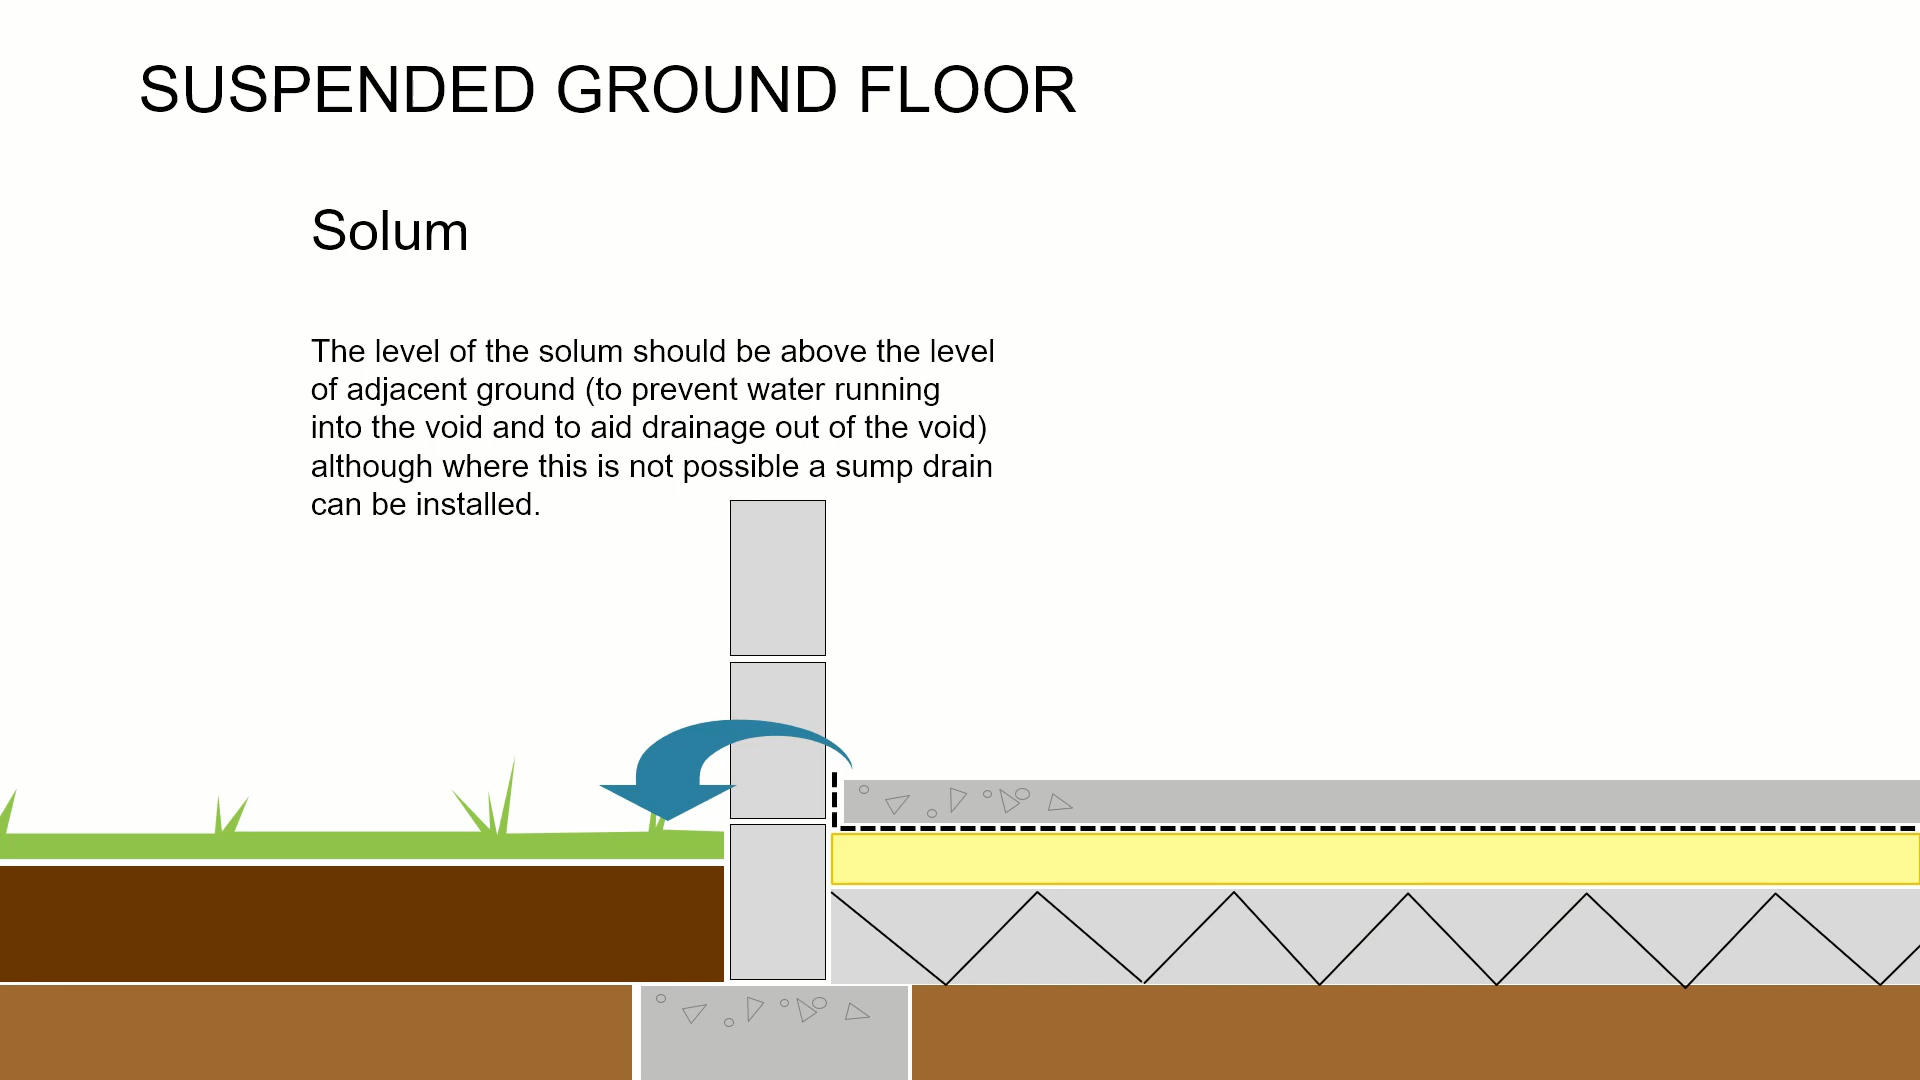 SUSPENDED GROUND FLOOR
Solum
The level of the solum should be above the level
of adjacent ground (to prevent water running
into the void and to aid drainage out of the void)
although where this is not possible a sump drain
can be installed.